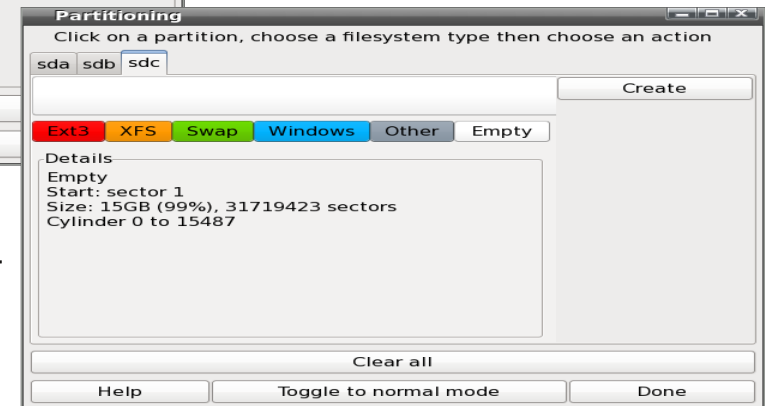 Partitioning
Click on a partition, choose a filesystem type then choose an action
sda sdb sdc
Create
Ext3 XFS Swap Windows Other Empty
Details
Empty
Start: sector 1
Size: 15GB (99%), 31719423 sectors
Cylinder 0 to 15487
Clear all
Help Toggle to normal mode Done